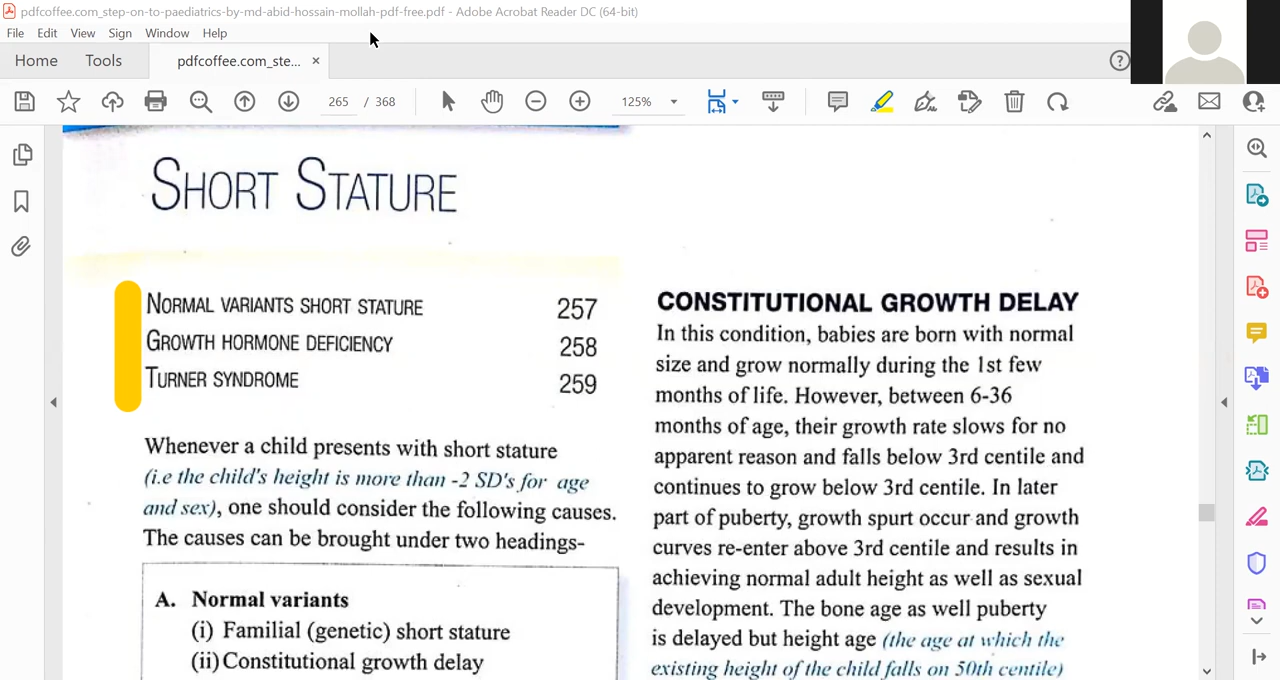 pdfcoffee.com_step-on-to-paediatrics-by-md-abid-hossain-mollah-pdf-free.pdf - Adobe Acrobat Reader DC (64-bit)
File Edit View Sign Window Help
Home Tools pdfcoffee.com_ste... ×
265 / 368 125%
SHORT STATURE
NORMAL VARIANTS SHORT STATURE 257
GROWTH HORMONE DEFICIENCY 258
TURNER SYNDROME 259
Whenever a child presents with short stature
(i.e the child's height is more than -2 SD's for age
and sex), one should consider the following causes.
The causes can be brought under two headings-
A. Normal variants
(i) Familial (genetic) short stature
(ii) Constitutional growth delay
CONSTITUTIONAL GROWTH DELAY
In this condition, babies are born with normal
size and grow normally during the 1st few
months of life. However, between 6-36
months of age, their growth rate slows for no
apparent reason and falls below 3rd centile and
continues to grow below 3rd centile. In later
part of puberty, growth spurt occur and growth
curves re-enter above 3rd centile and results in
achieving normal adult height as well as sexual
development. The bone age as well puberty
is delayed but height age (the age at which the
existing height of the child falls on 50th centile)